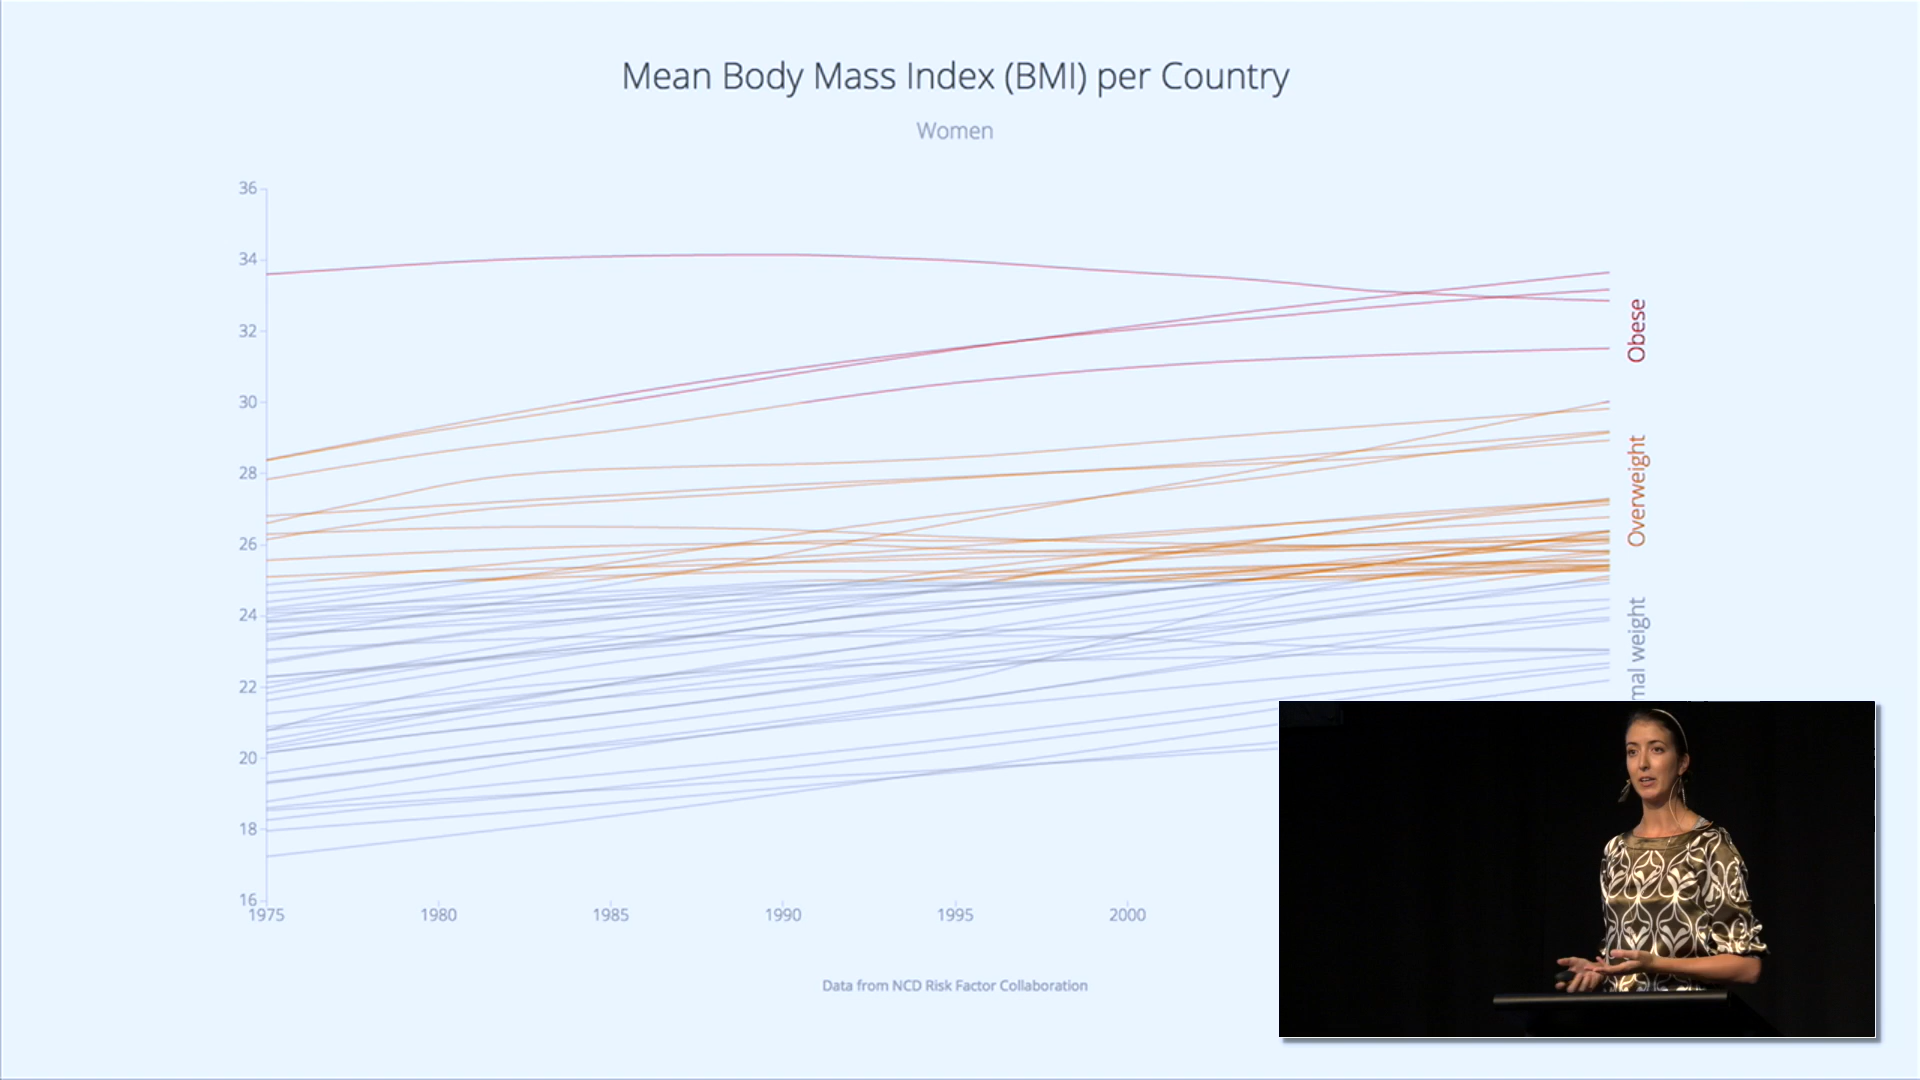 Mean Body Mass Index (BMI) per Country
Women
36
34
32
30
28
26
24
22
20
18
16
1975
1980
1985
1990
1995
2000
Obese
Overweight
mal weight
Data from NCD Risk Factor Collaboration